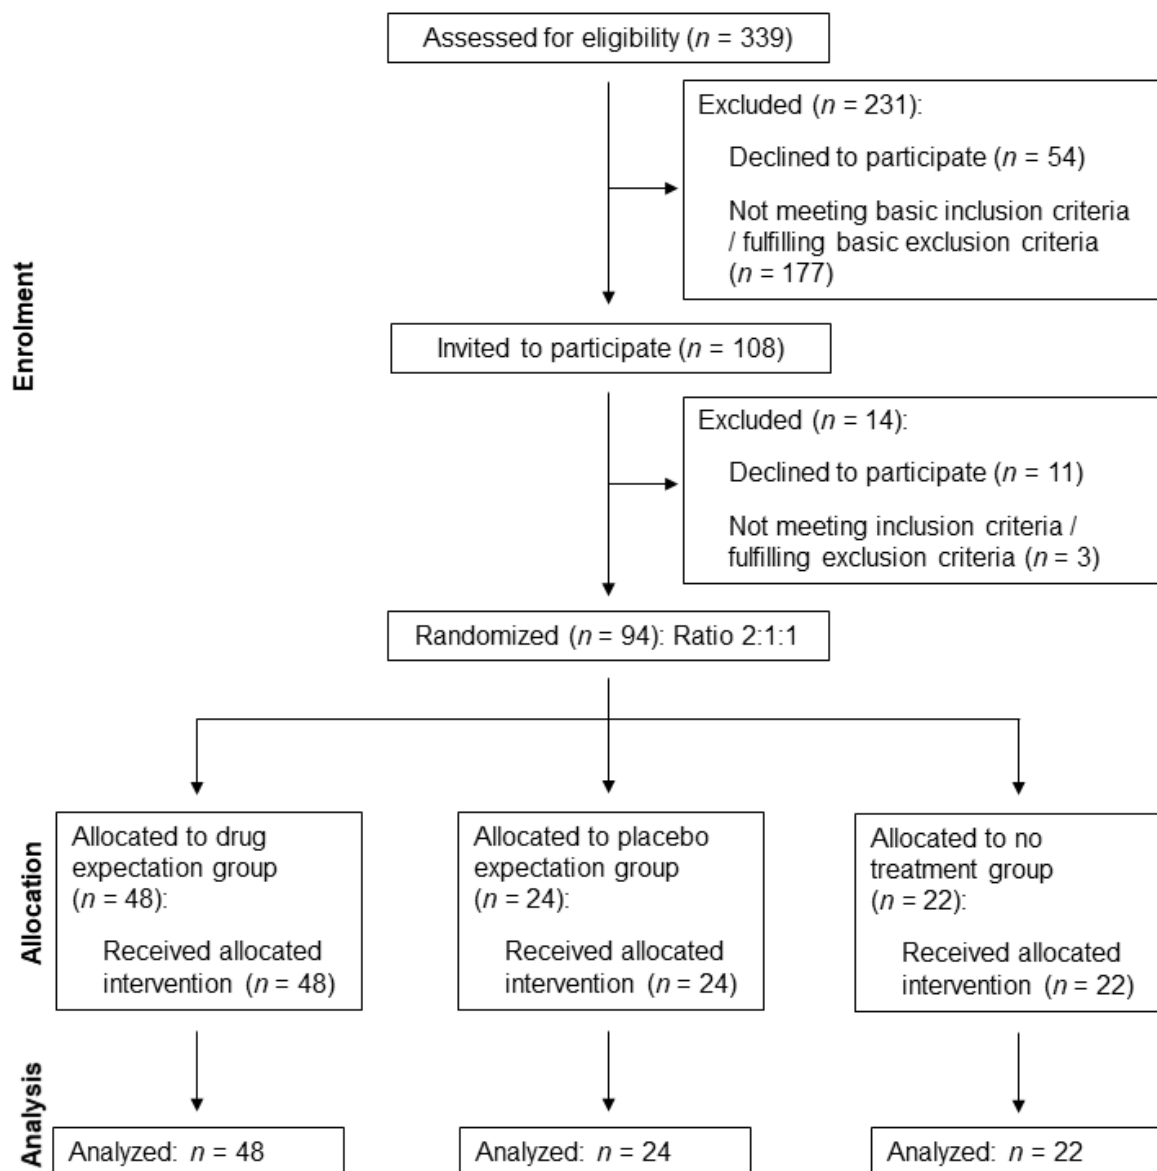 Assessed for eligibility (n = 339)
Excluded (n = 231):
Declined to participate (n = 54)
Not meeting basic inclusion criteria
/ fulfilling basic exclusion criteria
(n = 177)
Enrolment
Invited to participate (n = 108)
Excluded (n = 14):
Declined to participate (n = 11)
Not meeting inclusion criteria /
fulfilling exclusion criteria (n = 3)
Randomized (n = 94): Ratio 2:1:1
Allocation
Allocated to drug
expectation group
(n = 48):
Received allocated
intervention (n = 48)
Allocated to placebo
expectation group
(n = 24):
Received allocated
intervention (n = 24)
Allocated to no
treatment group
(n = 22):
Received allocated
intervention (n = 22)
Analysis
Analyzed: n = 48
Analyzed: n = 24
Analyzed: n = 22